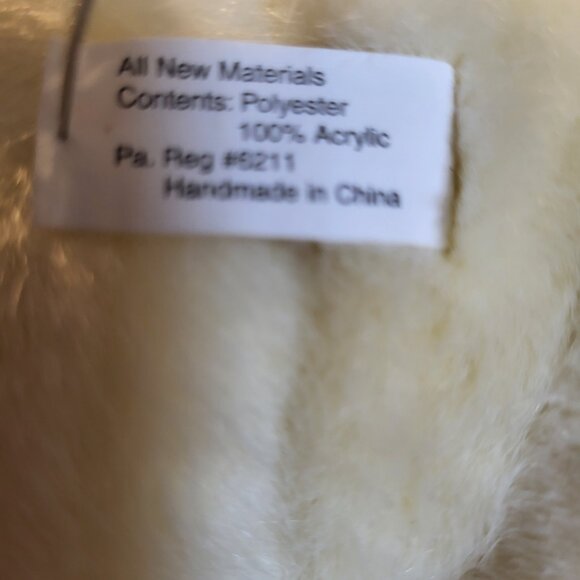 All New Materials
Contents: Polyester
100% Acrylic
Pa. Reg #6211
Handmade in China